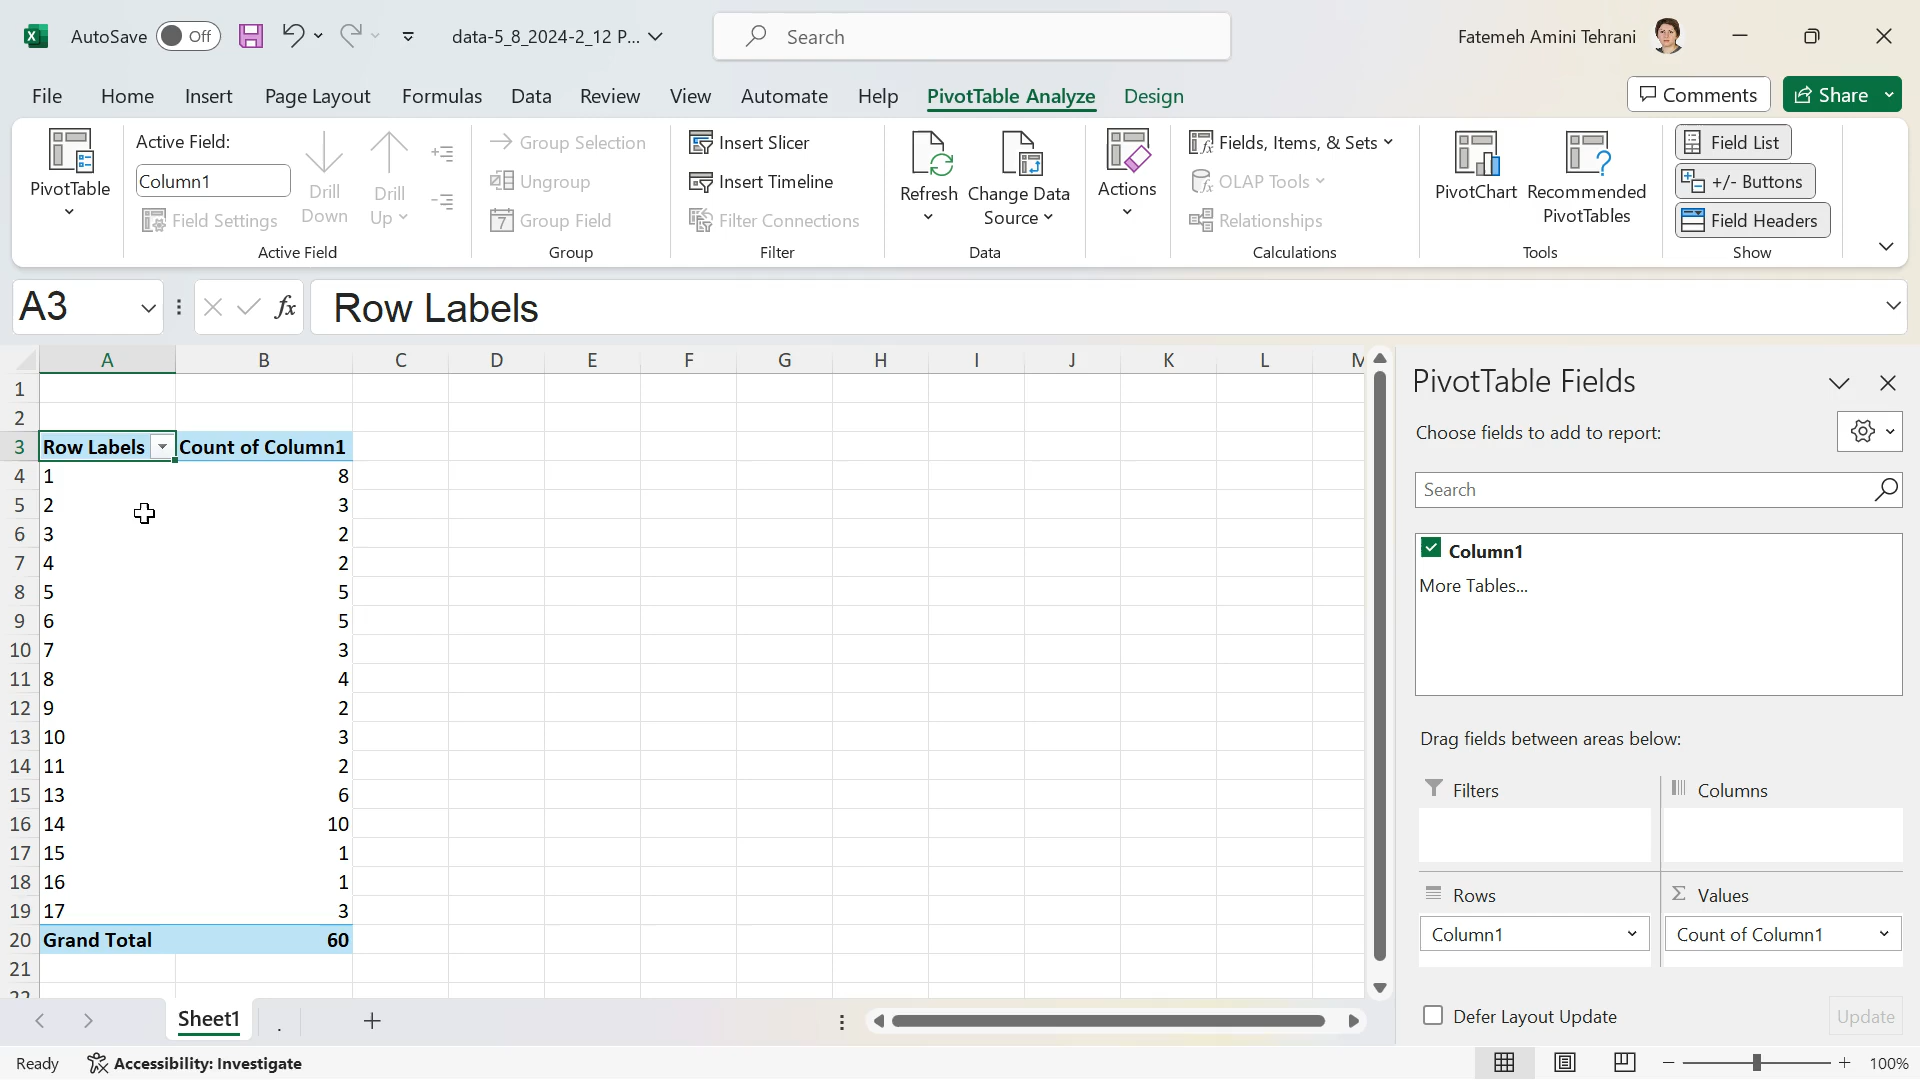 AutoSave Off data-5_8_2024-2_12 P... Search Fatemeh Amini Tehrani
File Home Insert Page Layout Formulas Data Review View Automate Help PivotTable Analyze Design Comments Share
PivotTable
Active Field:
Column1
Field Settings
Drill Down
Drill Up
Active Field
Group Selection
Ungroup
Group Field
Group
Insert Slicer
Insert Timeline
Filter Connections
Filter
Refresh
Change Data Source
Data
Actions
Fields, Items, & Sets
OLAP Tools
Relationships
Calculations
PivotChart
Recommended PivotTables
Tools
Field List
+/- Buttons
Field Headers
Show
A3 fx Row Labels
A B C D E F G H I J K L M
1
2
3 Row Labels Count of Column1
4 1 8
5 2 3
6 3 2
7 4 2
8 5 5
9 6 5
10 7 3
11 8 4
12 9 2
13 10 3
14 11 2
15 13 6
16 14 10
17 15 1
18 16 1
19 17 3
20 Grand Total 60
21
22
PivotTable Fields
Choose fields to add to report:
Search
Column1
More Tables...
Drag fields between areas below:
Filters
Columns
Rows
Values
Column1
Count of Column1
Defer Layout Update
Update
Sheet1 .
Ready Accessibility: Investigate 100%